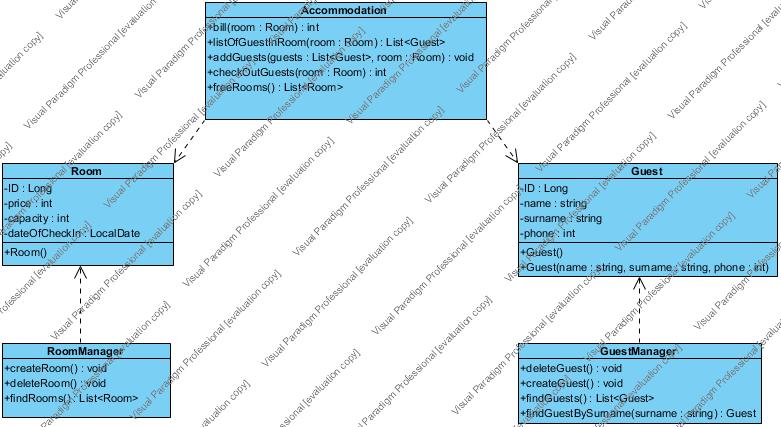 Accommodation
+bill(room : Room) : int
+listOfGuestInRoom(room : Room) : List<Guest>
+addGuests(guests : List<Guest>, room : Room) : void
+checkOutGuests(room : Room) : int
+freeRooms() : List<Room>
Room
-ID : Long
-price : int
-capacity : int
-dateOfCheckIn : LocalDate
+Room()
Guest
-ID : Long
-name : string
-surname : string
-phone : int
+Guest()
+Guest(name : string, surname : string, phone : int)
RoomManager
+createRoom() : void
+deleteRoom() : void
+findRooms() : List<Room>
GuestManager
+deleteGuest() : void
+createGuest() : void
+findGuests() : List<Guest>
+findGuestBySurname(surname : string) : Guest
Visual Paradigm Professional [evaluation copy]